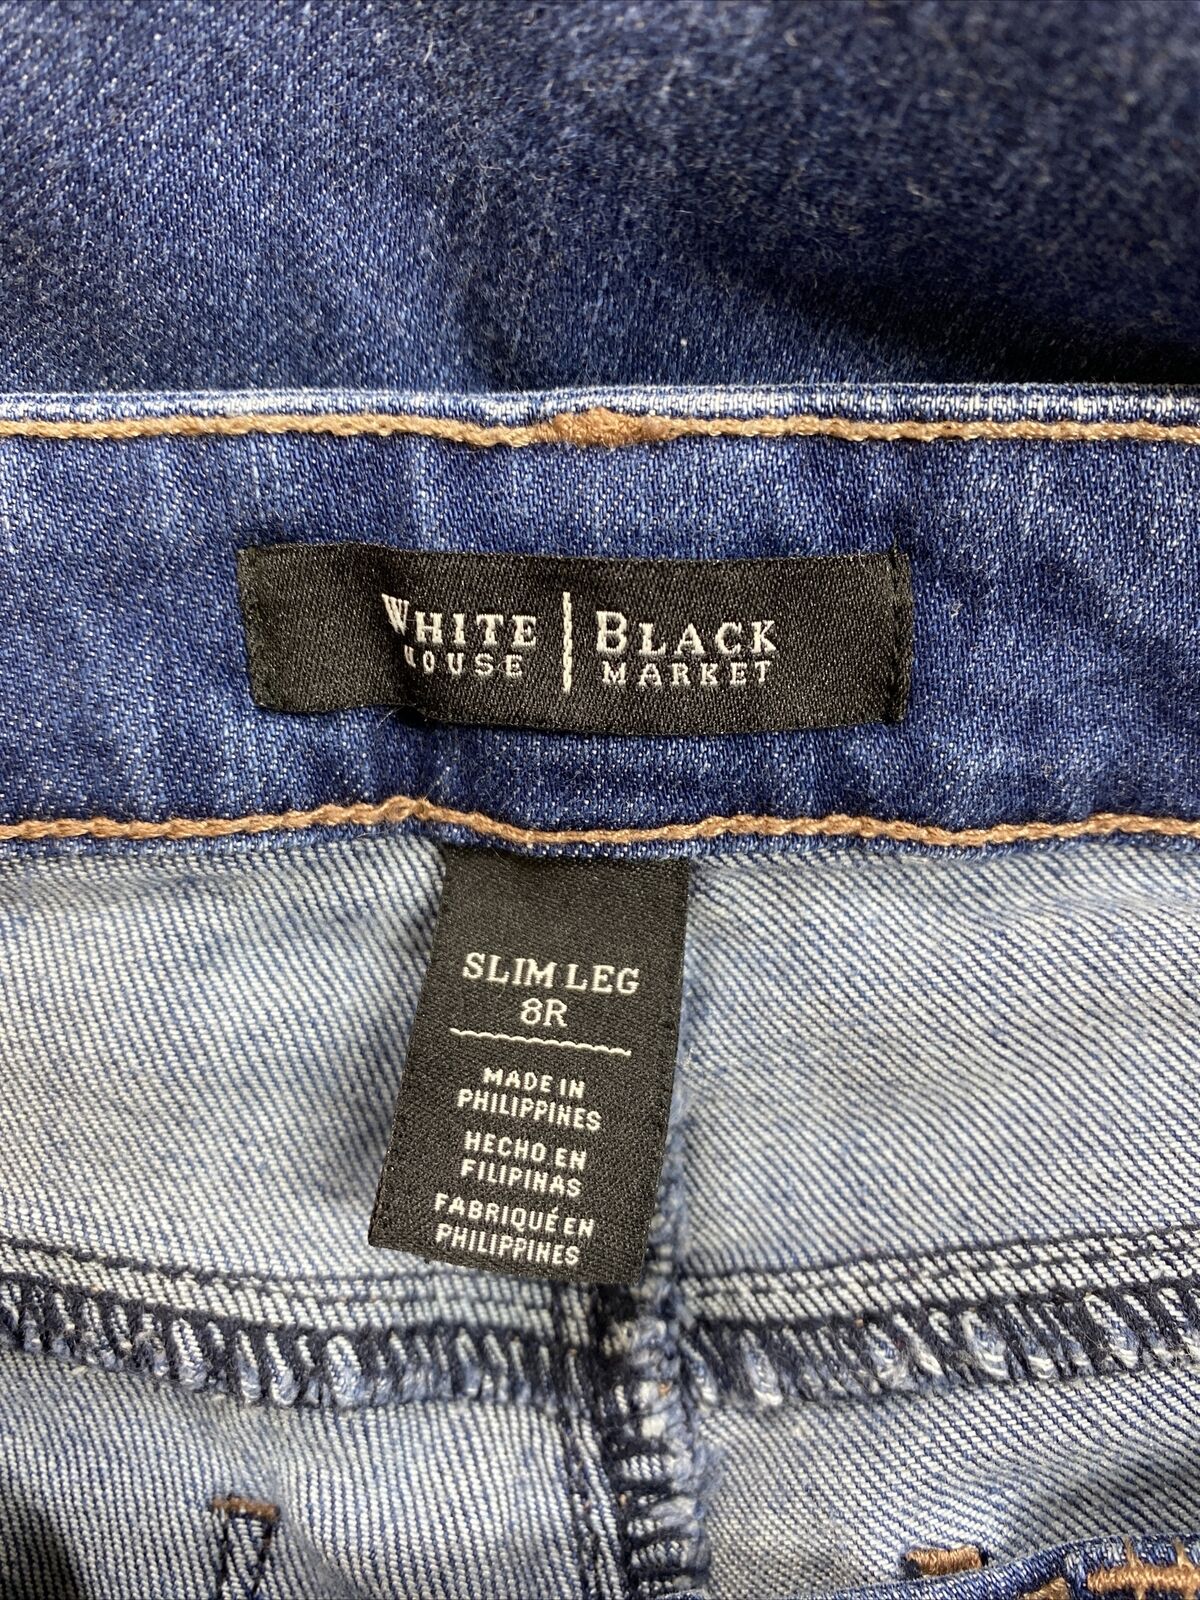 WHITE | BLACK
HOUSE MARKET
SLIM LEG
8R
MADE IN
PHILIPPINES
HECHO EN
FILIPINAS
FABRIQUÉ EN
PHILIPPINES